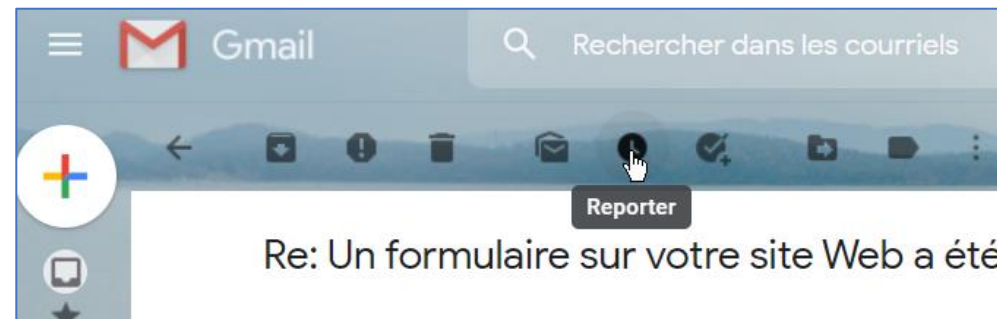 Gmail
Rechercher dans les courriels
Reporter
Re: Un formulaire sur votre site Web a été